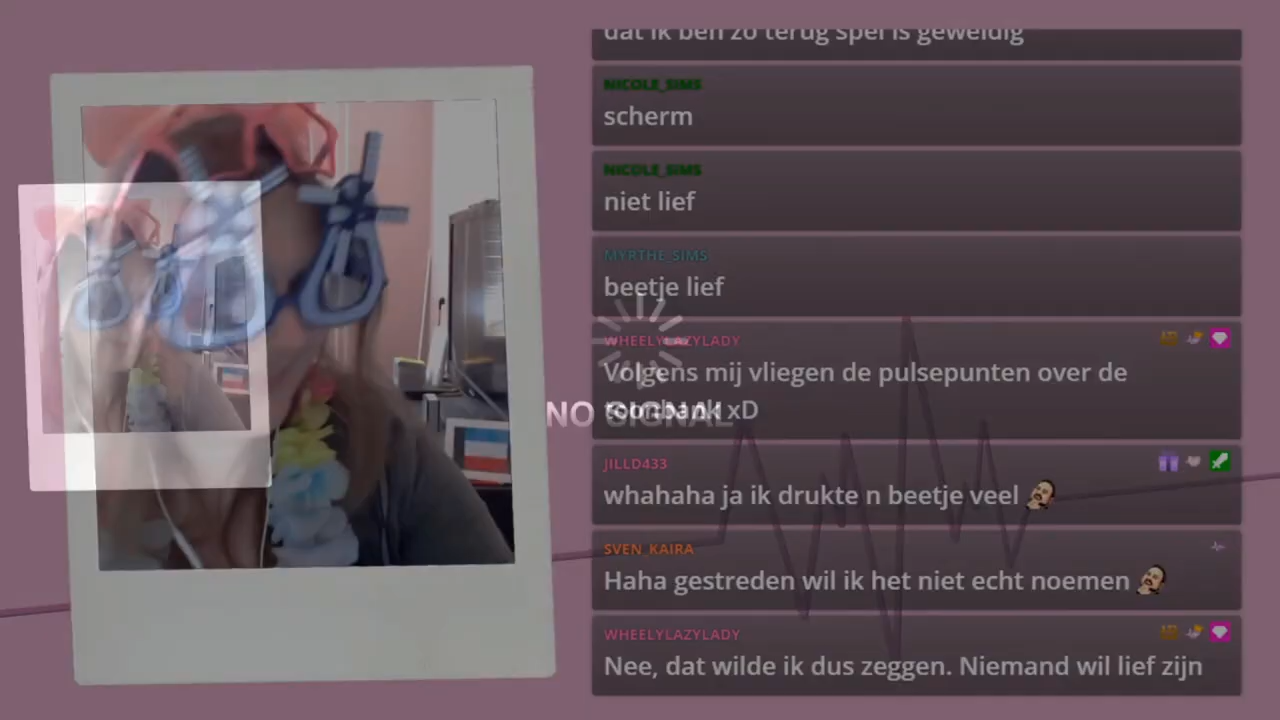 dat ik ben zo terug spel is geweldig
NICOLE_SIMS
scherm
NICOLE_SIMS
niet lief
MYRTHE_SIMS
beetje lief
WHEELYLAZYLADY
Volgens mij vliegen de pulsepunten over de
toonbank xD
NO SIGNAL
JILLD433
whahaha ja ik drukte n beetje veel
SVEN_KAIRA
Haha gestreden wil ik het niet echt noemen
WHEELYLAZYLADY
Nee, dat wilde ik dus zeggen. Niemand wil lief zijn